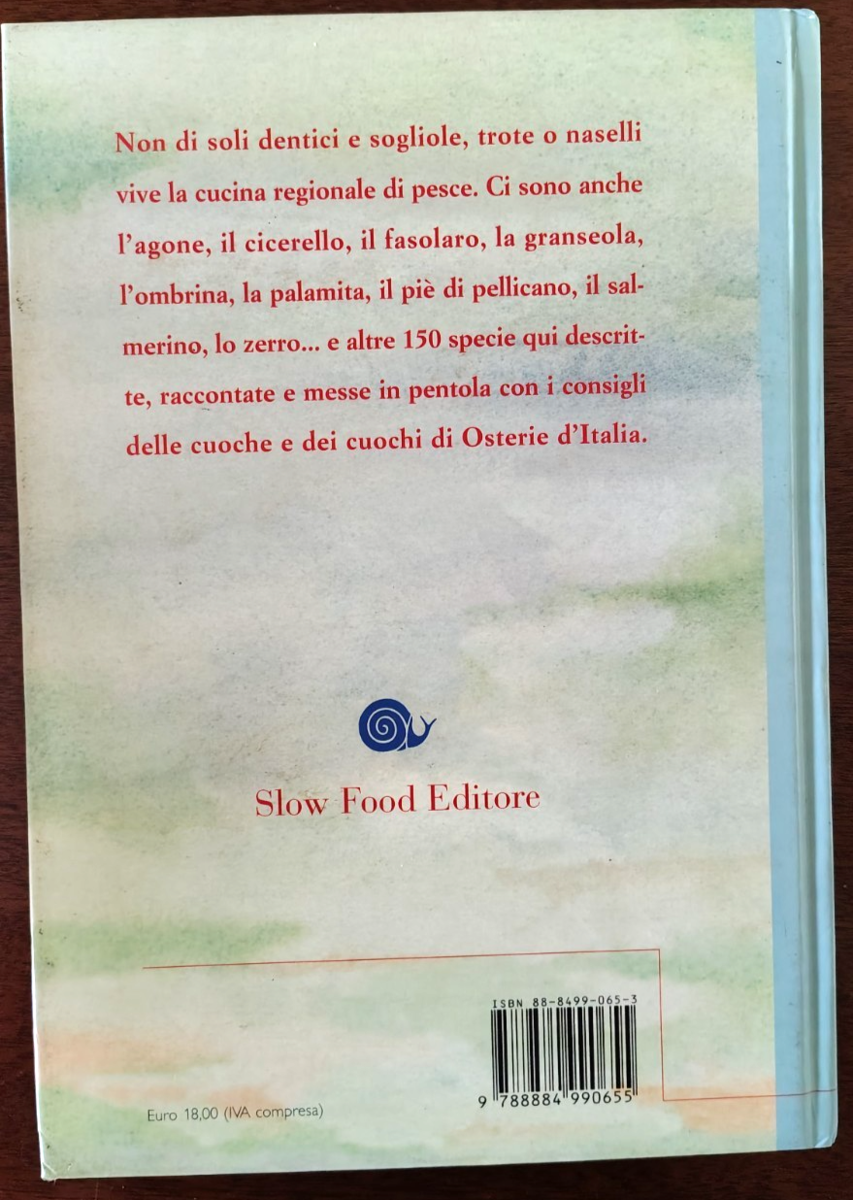 Non di soli dentici e sogliole, trote o naselli
vive la cucina regionale di pesce. Ci sono anche
l'agone, il cicerello, il fasolaro, la granseola,
l'ombrina, la palamita, il piè di pellicano, il sal-
merino, lo zerro... e altre 150 specie qui descrit-
te, raccontate e messe in pentola con i consigli
delle cuoche e dei cuochi di Osterie d'Italia.
Slow Food Editore
ISBN 88-8499-065-3
9 788884 990655
Euro 18,00 (IVA compresa)